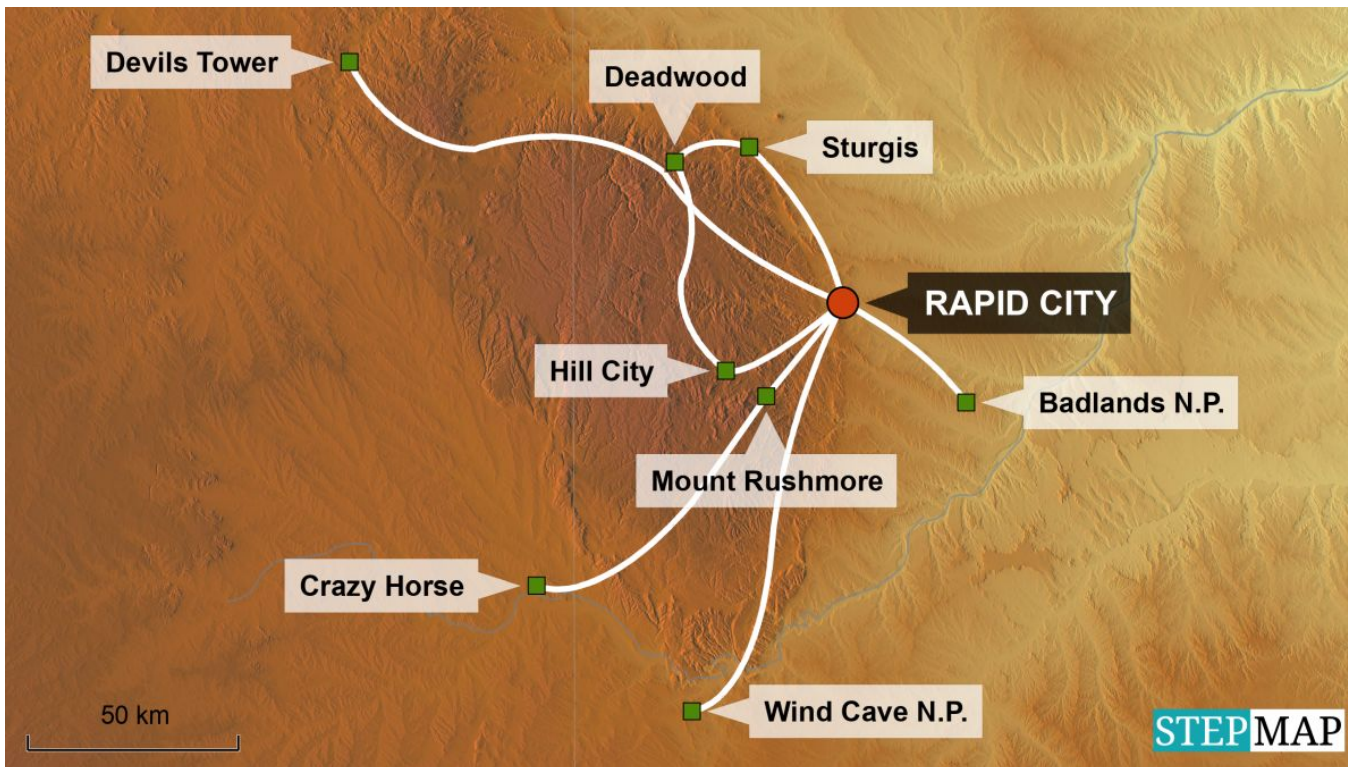 Devils Tower
Deadwood
Sturgis
RAPID CITY
Hill City
Badlands N.P.
Mount Rushmore
Crazy Horse
Wind Cave N.P.
50 km
STEPMAP